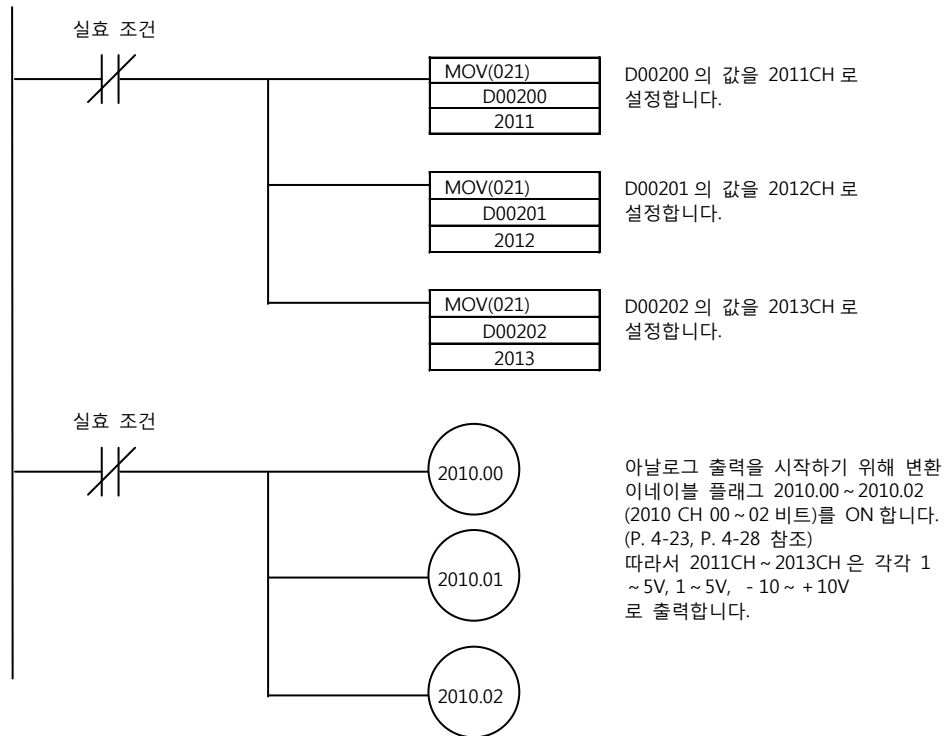 실효 조건
MOV(021)
D00200
2011
D00200 의 값을 2011CH 로
설정합니다.
MOV(021)
D00201
2012
D00201 의 값을 2012CH 로
설정합니다.
MOV(021)
D00202
2013
D00202 의 값을 2013CH 로
설정합니다.
실효 조건
2010.00
2010.01
2010.02
아날로그 출력을 시작하기 위해 변환
이네이블 플래그 2010.00 ~ 2010.02
(2010 CH 00 ~ 02 비트)를 ON 합니다.
(P. 4-23, P. 4-28 참조)
따라서 2011CH ~ 2013CH 은 각각 1
~ 5V, 1 ~ 5V, - 10 ~ + 10V
로 출력합니다.